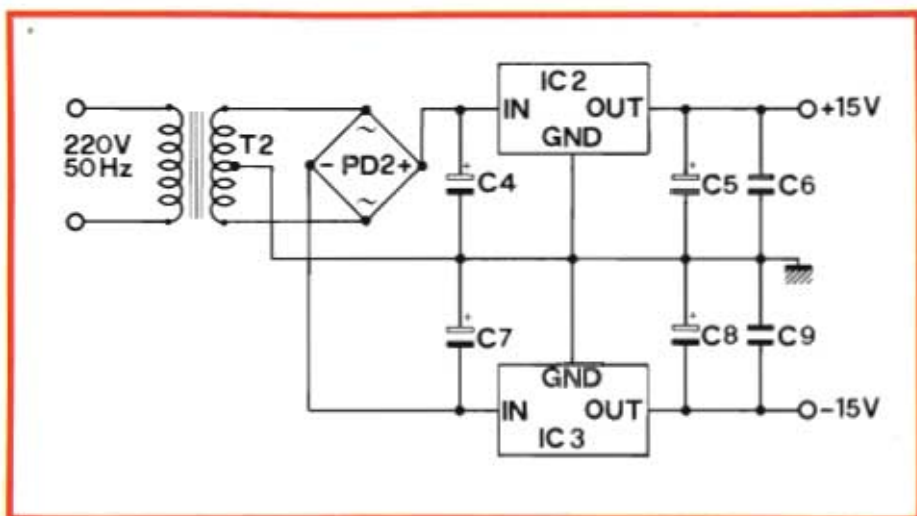 IC2
IN OUT
GND
+15V
220V
50Hz
T2
~
- PD2 +
~
+
C4
+
C5
C6
+
C7
+
C8
C9
GND
IN OUT
IC3
-15V